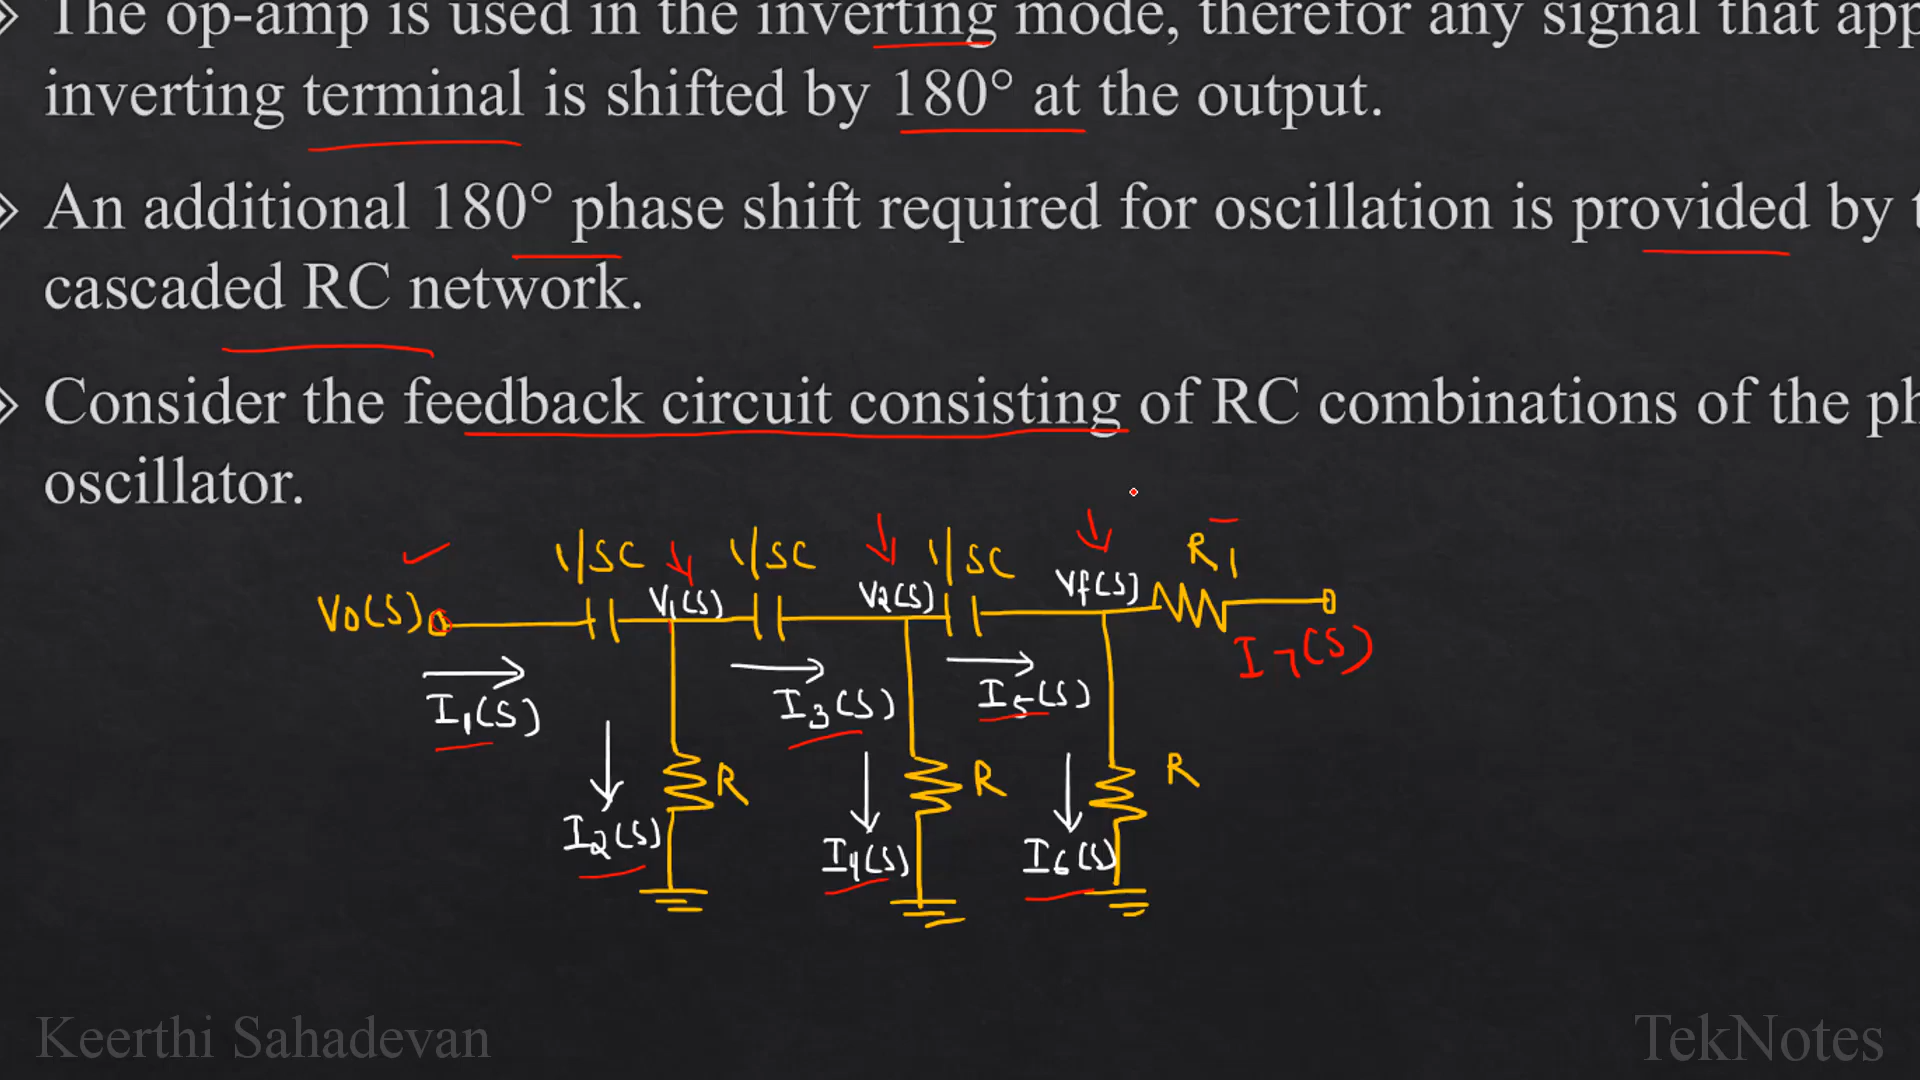 The op-amp is used in the inverting mode, therefor any signal that app
inverting terminal is shifted by 180° at the output.
An additional 180° phase shift required for oscillation is provided by t
cascaded RC network.
Consider the feedback circuit consisting of RC combinations of the ph
oscillator.
1/SC 1/SC 1/SC R1
V0(S) V1(S) V2(S) Vf(S)
I1(S) I3(S) I5(S) I7(S)
R R R
I2(S) I4(S) I6(S)
Keerthi Sahadevan TekNotes